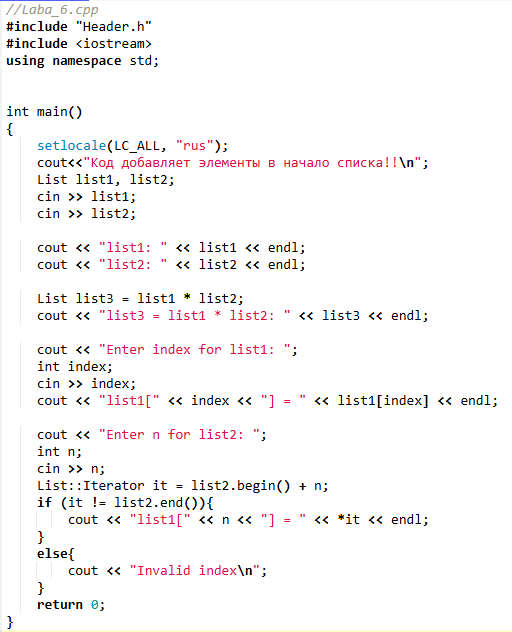 //Laba_6.cpp
#include "Header.h"
#include <iostream>
using namespace std;
int main()
{
setlocale(LC_ALL, "rus");
cout<<"Код добавляет элементы в начало списка!!\n";
List list1, list2;
cin >> list1;
cin >> list2;
cout << "list1: " << list1 << endl;
cout << "list2: " << list2 << endl;
List list3 = list1 * list2;
cout << "list3 = list1 * list2: " << list3 << endl;
cout << "Enter index for list1: ";
int index;
cin >> index;
cout << "list1[" << index << "] = " << list1[index] << endl;
cout << "Enter n for list2: ";
int n;
cin >> n;
List::Iterator it = list2.begin() + n;
if (it != list2.end()){
cout << "list1[" << n << "] = " << *it << endl;
}
else{
cout << "Invalid index\n";
}
return 0;
}